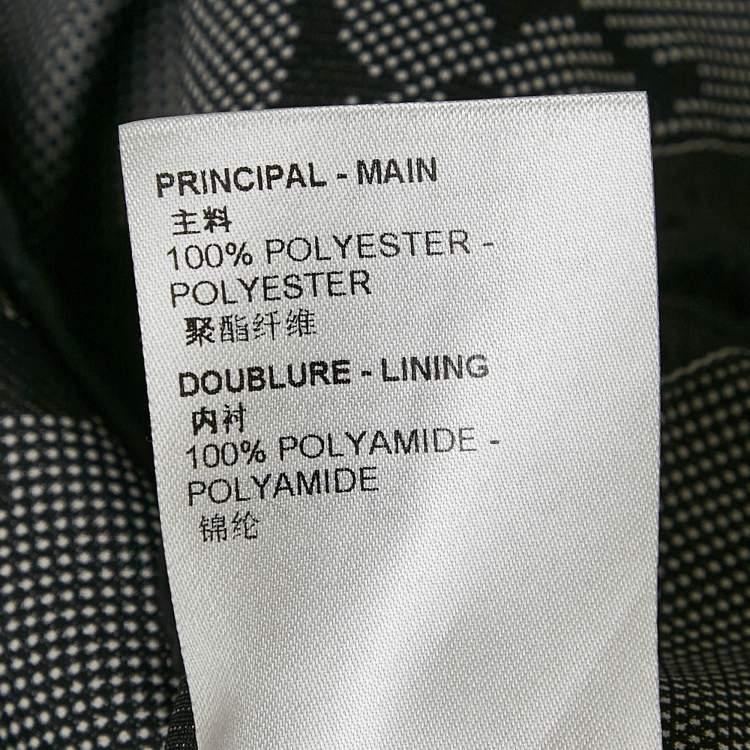 PRINCIPAL - MAIN
主料
100% POLYESTER -
POLYESTER
聚酯纤维
DOUBLURE - LINING
内衬
100% POLYAMIDE -
POLYAMIDE
锦纶